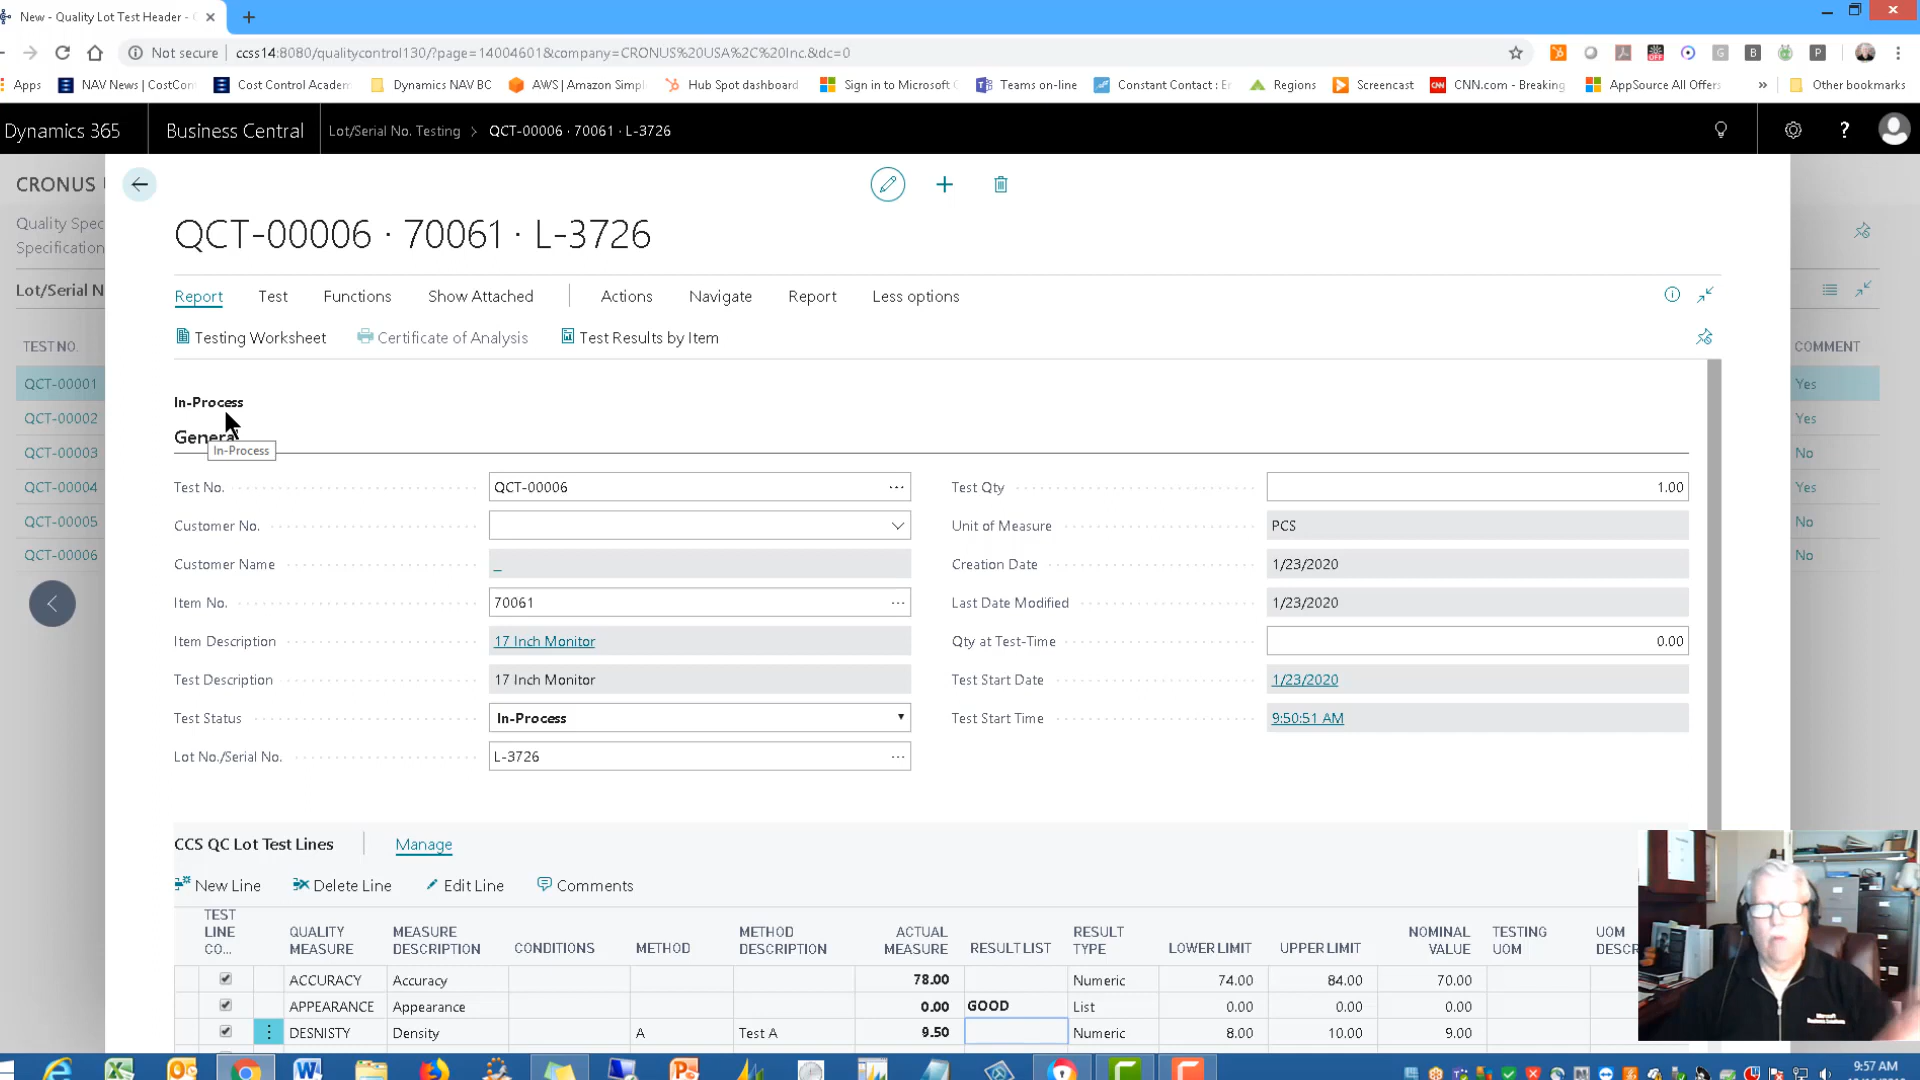 New - Quality Lot Test Header -
Not secure ccss14:8080/qualitycontrol130/?page=14004601&company=CRONUS%20USA%2C%20Inc.&dc=0
Apps NAV News | CostCon Cost Control Academ Dynamics NAV BC AWS | Amazon Simpl Hub Spot dashboard Sign in to Microsoft C Teams on-line Constant Contact : Er Regions Screencast CNN.com - Breaking AppSource All Offers » Other bookmarks
Dynamics 365 Business Central Lot/Serial No. Testing > QCT-00006 · 70061 · L-3726
CRONUS U
Quality Spec
Specification
Lot/Serial N
TEST NO.
QCT-00001
QCT-00002
QCT-00003
QCT-00004
QCT-00005
QCT-00006
COMMENT
Yes
Yes
No
Yes
No
No
QCT-00006 · 70061 · L-3726
Report Test Functions Show Attached Actions Navigate Report Less options
Testing Worksheet Certificate of Analysis Test Results by Item
In-Process
General
In-Process
Test No. QCT-00006
Customer No.
Customer Name _
Item No. 70061
Item Description 17 Inch Monitor
Test Description 17 Inch Monitor
Test Status In-Process
Lot No./Serial No. L-3726
Test Qty 1.00
Unit of Measure PCS
Creation Date 1/23/2020
Last Date Modified 1/23/2020
Qty at Test-Time 0.00
Test Start Date 1/23/2020
Test Start Time 9:50:51 AM
CCS QC Lot Test Lines Manage
New Line Delete Line Edit Line Comments
TEST LINE CO... QUALITY MEASURE MEASURE DESCRIPTION CONDITIONS METHOD METHOD DESCRIPTION ACTUAL MEASURE RESULT LIST RESULT TYPE LOWER LIMIT UPPER LIMIT NOMINAL VALUE TESTING UOM UOM DESCR
ACCURACY Accuracy 78.00 Numeric 74.00 84.00 70.00
APPEARANCE Appearance 0.00 GOOD List 0.00 0.00 0.00
DESNISTY Density A Test A 9.50 Numeric 8.00 10.00 9.00
9:57 AM